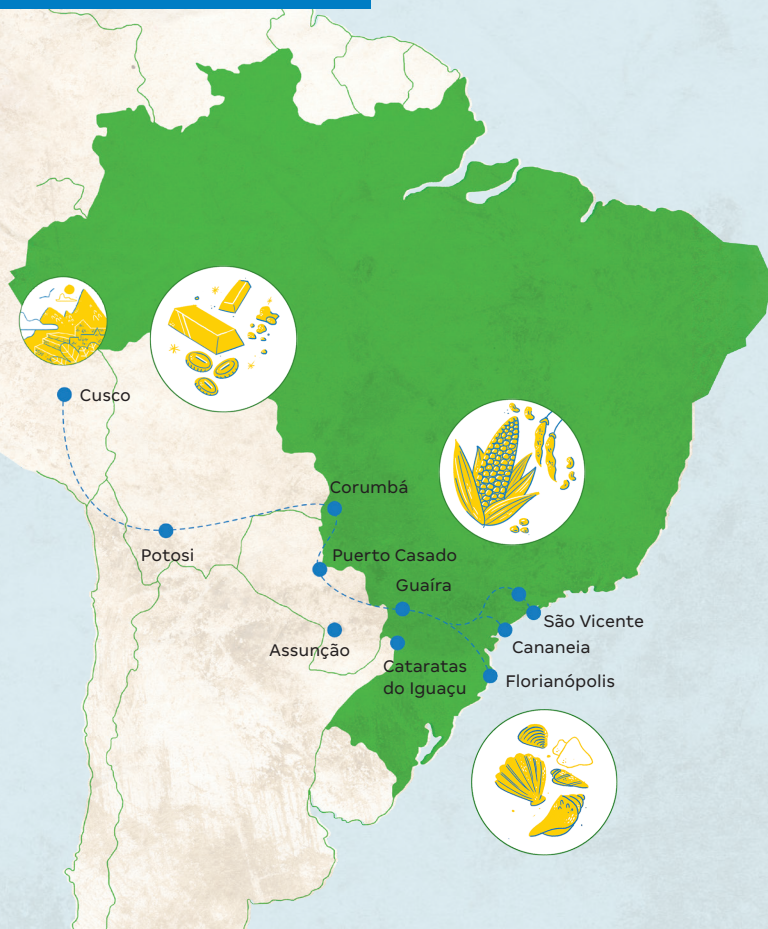 Cusco
Corumbá
Potosi
Puerto Casado
Guaíra
São Vicente
Assunção
Cananeia
Cataratas
do Iguaçu
Florianópolis